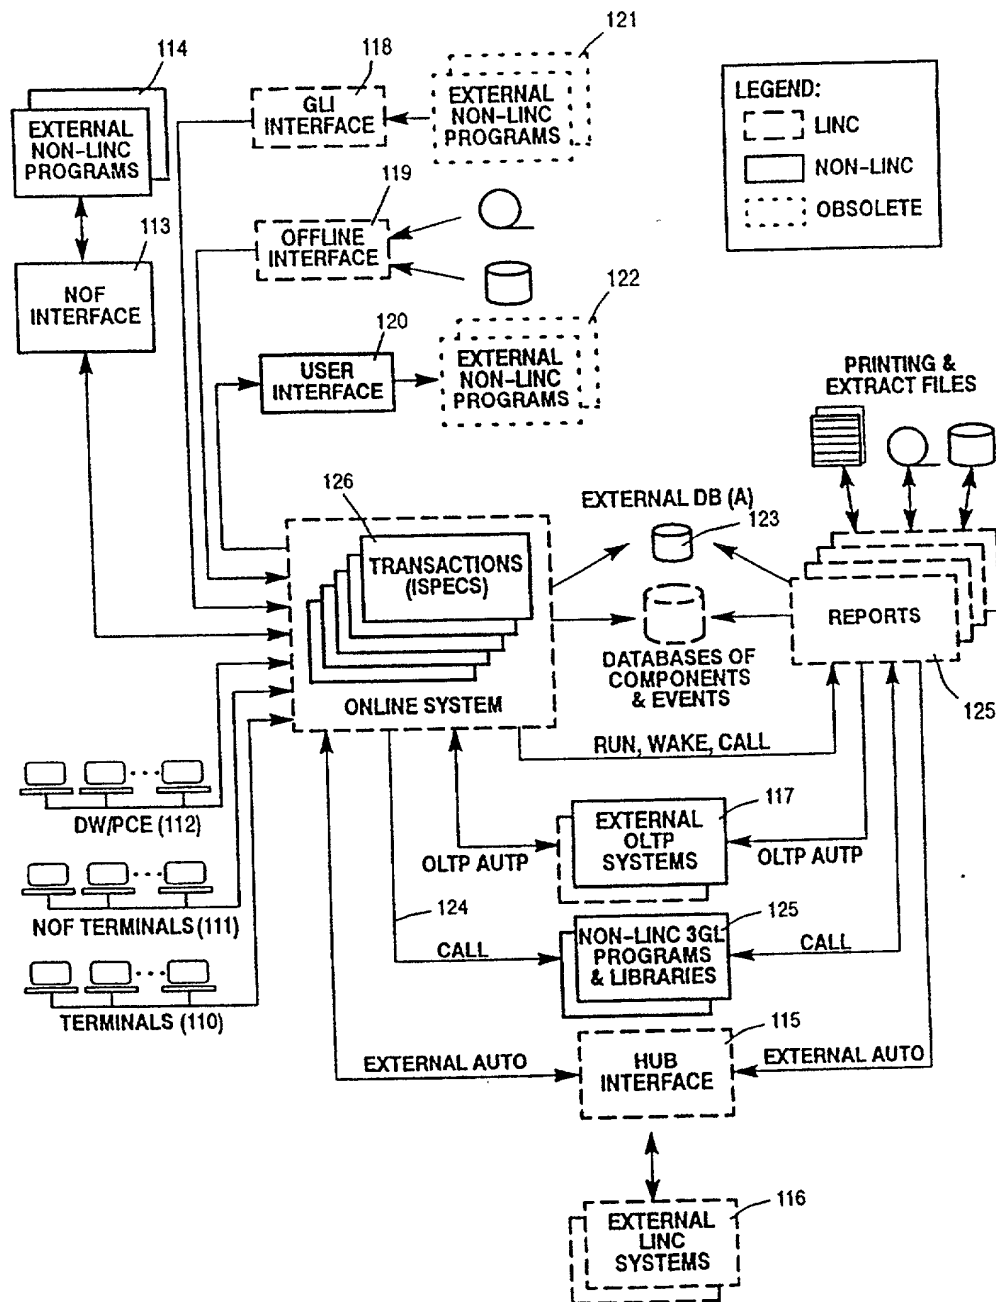 121
114
118
EXTERNAL
NON-LINC
PROGRAMS
GLI
INTERFACE
EXTERNAL
NON-LINC
PROGRAMS
LEGEND:
LINC
NON-LINC
OBSOLETE
119
OFFLINE
INTERFACE
113
NOF
INTERFACE
122
120
USER
INTERFACE
EXTERNAL
NON-LINC
PROGRAMS
PRINTING &
EXTRACT FILES
126
TRANSACTIONS
(ISPECS)
ONLINE SYSTEM
EXTERNAL DB (A)
123
DATABASES OF
COMPONENTS
& EVENTS
REPORTS
125
RUN, WAKE, CALL
DW/PCE (112)
NOF TERMINALS (111)
TERMINALS (110)
117
EXTERNAL
OLTP
SYSTEMS
OLTP AUTP
OLTP AUTP
124
125
NON-LINC 3GL
PROGRAMS
& LIBRARIES
CALL
CALL
115
HUB
INTERFACE
EXTERNAL AUTO
EXTERNAL AUTO
116
EXTERNAL
LINC
SYSTEMS